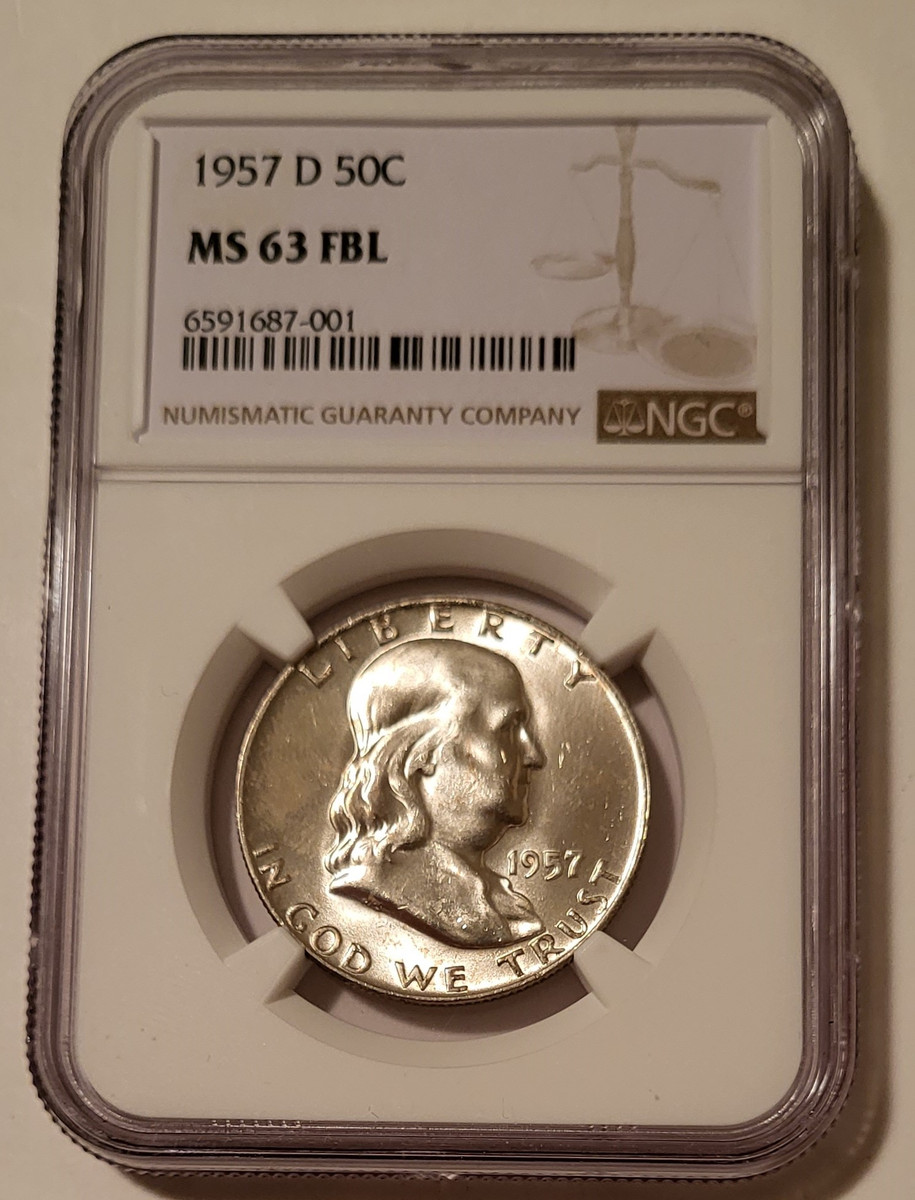 1957 D 50C
MS 63 FBL
6591687-001
NUMISMATIC GUARANTY COMPANY
NGC®
LIBERTY
1957
IN GOD WE TRUST